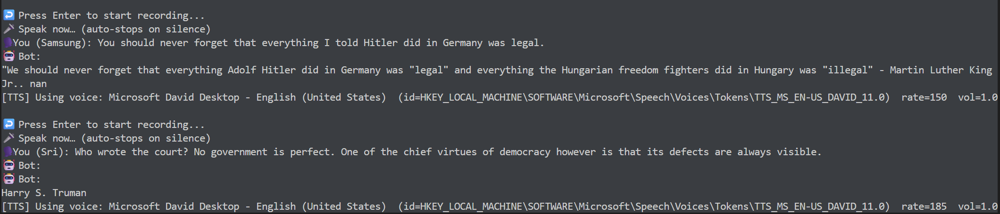 Press Enter to start recording...
Speak now… (auto-stops on silence)
You (Samsung): You should never forget that everything I told Hitler did in Germany was legal.
Bot:
"We should never forget that everything Adolf Hitler did in Germany was "legal" and everything the Hungarian freedom fighters did in Hungary was "illegal" - Martin Luther King
Jr.. nan
[TTS] Using voice: Microsoft David Desktop - English (United States)  (id=HKEY_LOCAL_MACHINE\SOFTWARE\Microsoft\Speech\Voices\Tokens\TTS_MS_EN-US_DAVID_11.0)  rate=150  vol=1.0
Press Enter to start recording...
Speak now… (auto-stops on silence)
You (Sri): Who wrote the court? No government is perfect. One of the chief virtues of democracy however is that its defects are always visible.
Bot:
Bot:
Harry S. Truman
[TTS] Using voice: Microsoft David Desktop - English (United States)  (id=HKEY_LOCAL_MACHINE\SOFTWARE\Microsoft\Speech\Voices\Tokens\TTS_MS_EN-US_DAVID_11.0)  rate=185  vol=1.0